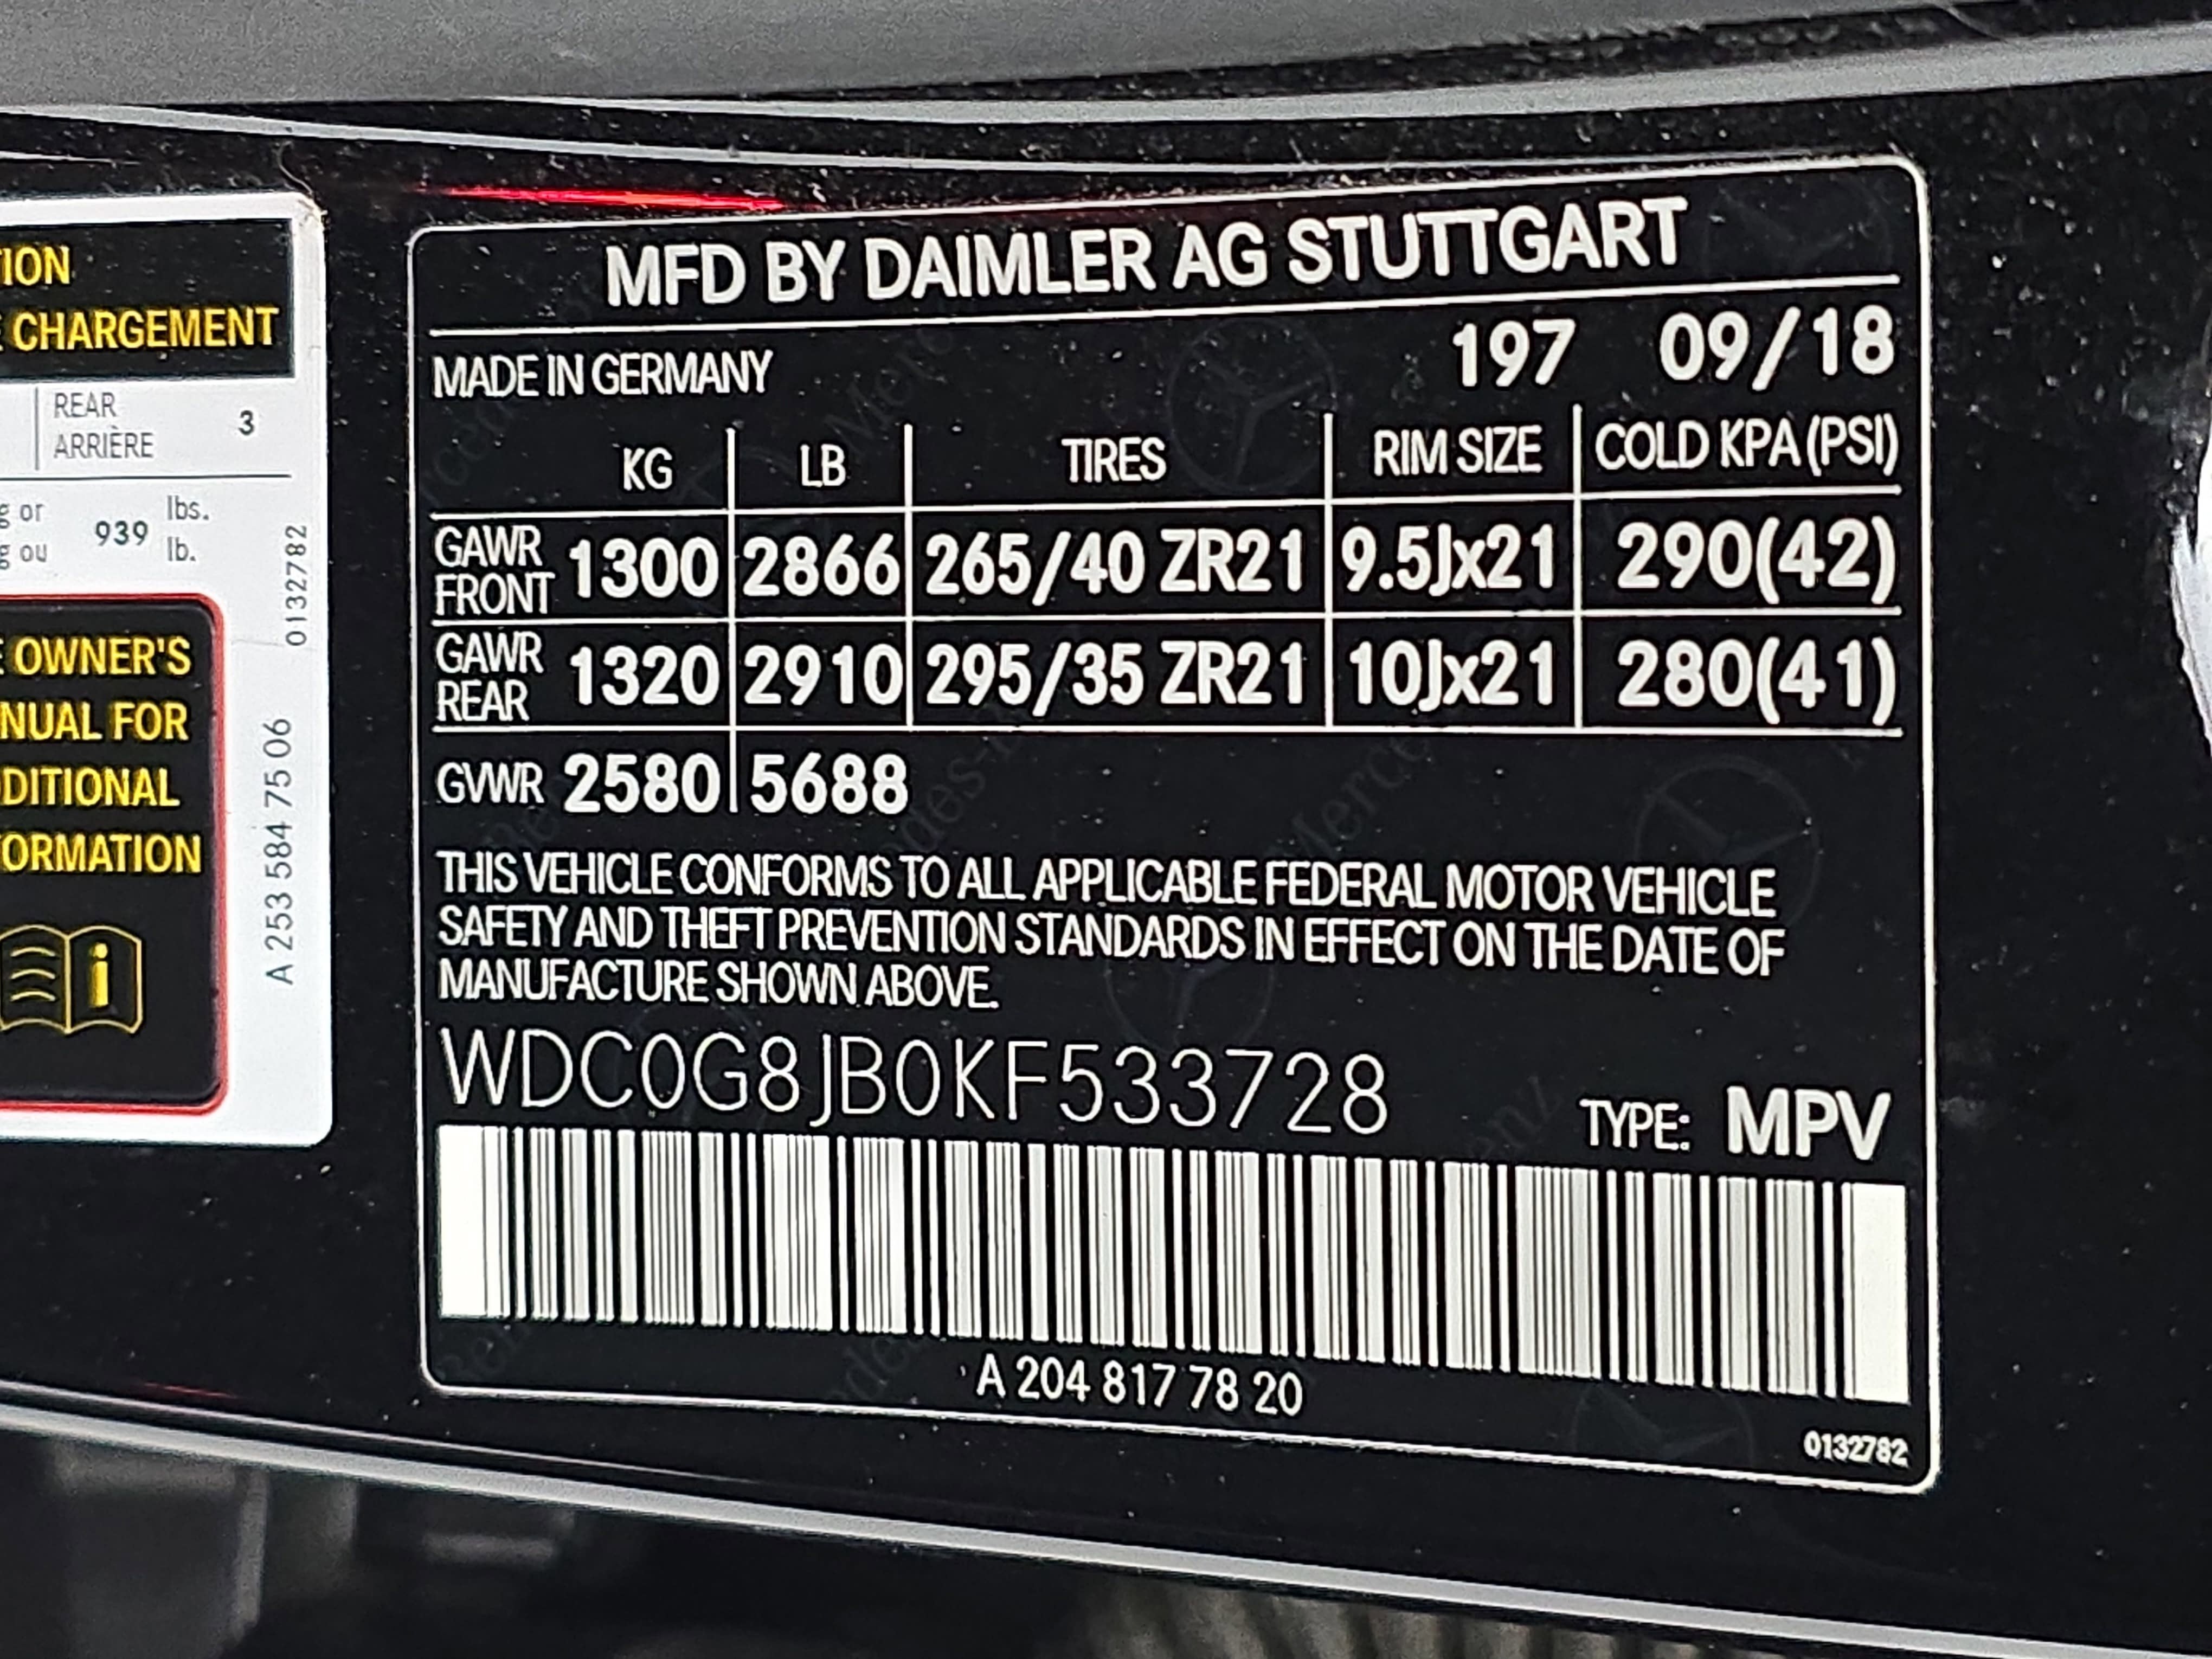 TION
E CHARGEMENT
REAR
ARRIÈRE 3
g or lbs.
939
g ou lb.
0132782
E OWNER'S
NUAL FOR
DDITIONAL
FORMATION
A 253 584 75 06
MFD BY DAIMLER AG STUTTGART
MADE IN GERMANY 197 09/18
KG LB TIRES RIM SIZE COLD KPA (PSI)
GAWR FRONT 1300 2866 265/40 ZR21 9.5Jx21 290(42)
GAWR REAR 1320 2910 295/35 ZR21 10Jx21 280(41)
GVWR 2580 5688
THIS VEHICLE CONFORMS TO ALL APPLICABLE FEDERAL MOTOR VEHICLE
SAFETY AND THEFT PREVENTION STANDARDS IN EFFECT ON THE DATE OF
MANUFACTURE SHOWN ABOVE.
WDC0G8JB0KF533728
TYPE: MPV
A 204 817 78 20
0132782